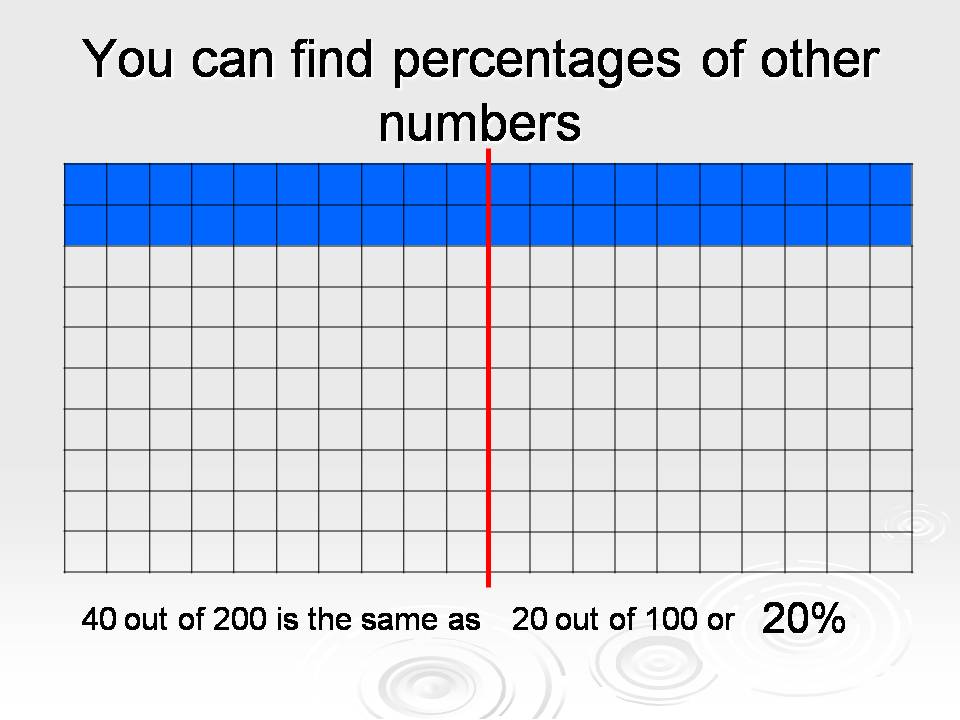 You can find percentages of other
numbers
40 out of 200 is the same as 20 out of 100 or 20%